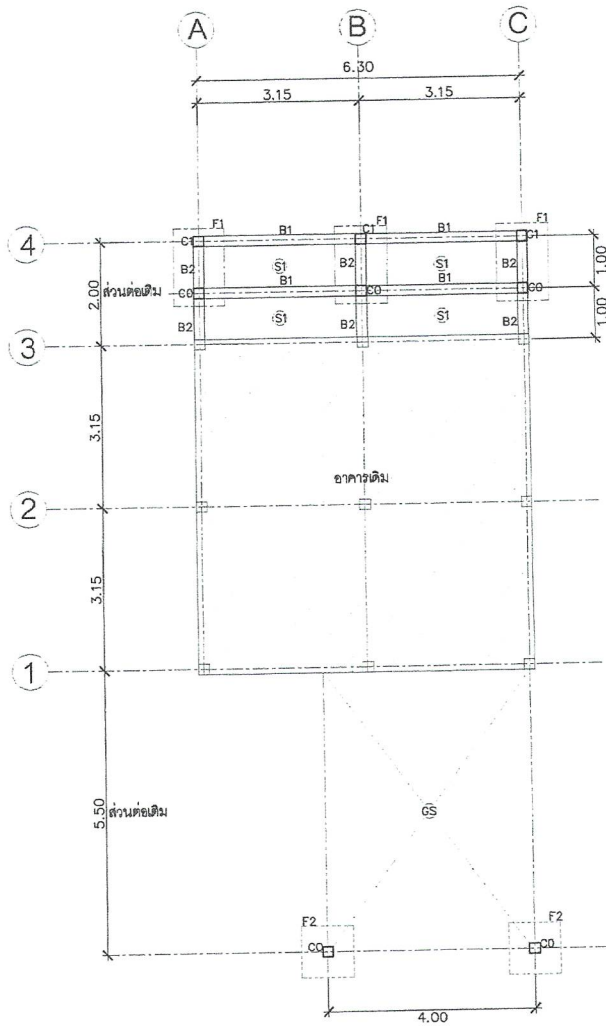 A B C
6.30
3.15 3.15
F1 F1 F1
4 C1 B1 C1 B1 C1
B2 S1 B2 S1 B2 1.00
2.00 B1 B1
ส่วนต่อเติม C0 C0 C0
B2 S1 B2 S1 B2 1.00
3
3.15
อาคารเดิม
2
3.15
1
5.50 ส่วนต่อเติม GS
F2 F2
C0 C0
4.00